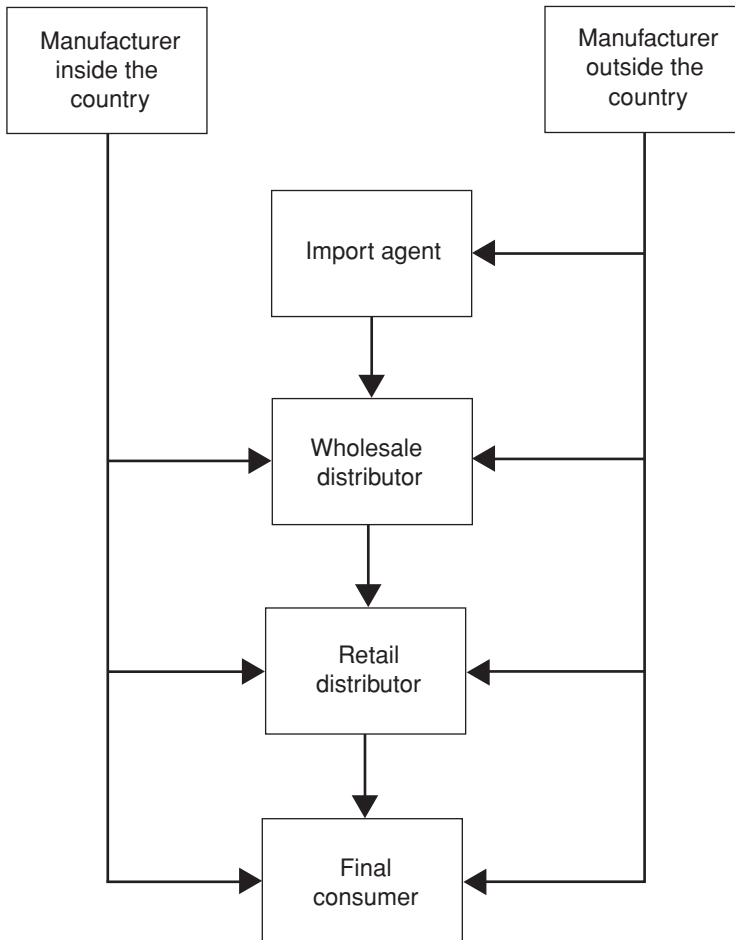 Manufacturer
inside the
country
Manufacturer
outside the
country
Import agent
Wholesale
distributor
Retail
distributor
Final
consumer